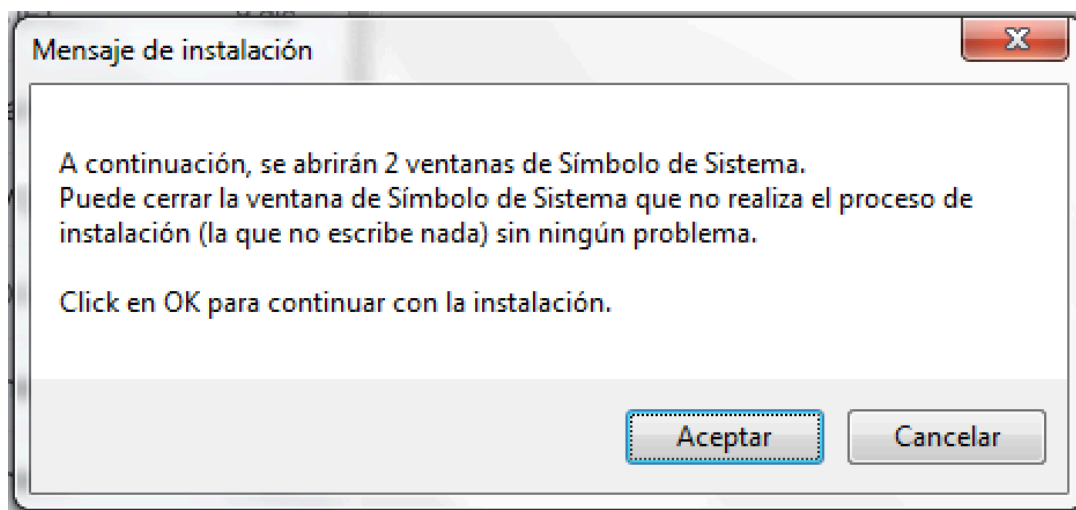 Mensaje de instalación
A continuación, se abrirán 2 ventanas de Símbolo de Sistema.
Puede cerrar la ventana de Símbolo de Sistema que no realiza el proceso de
instalación (la que no escribe nada) sin ningún problema.
Click en OK para continuar con la instalación.
Aceptar
Cancelar